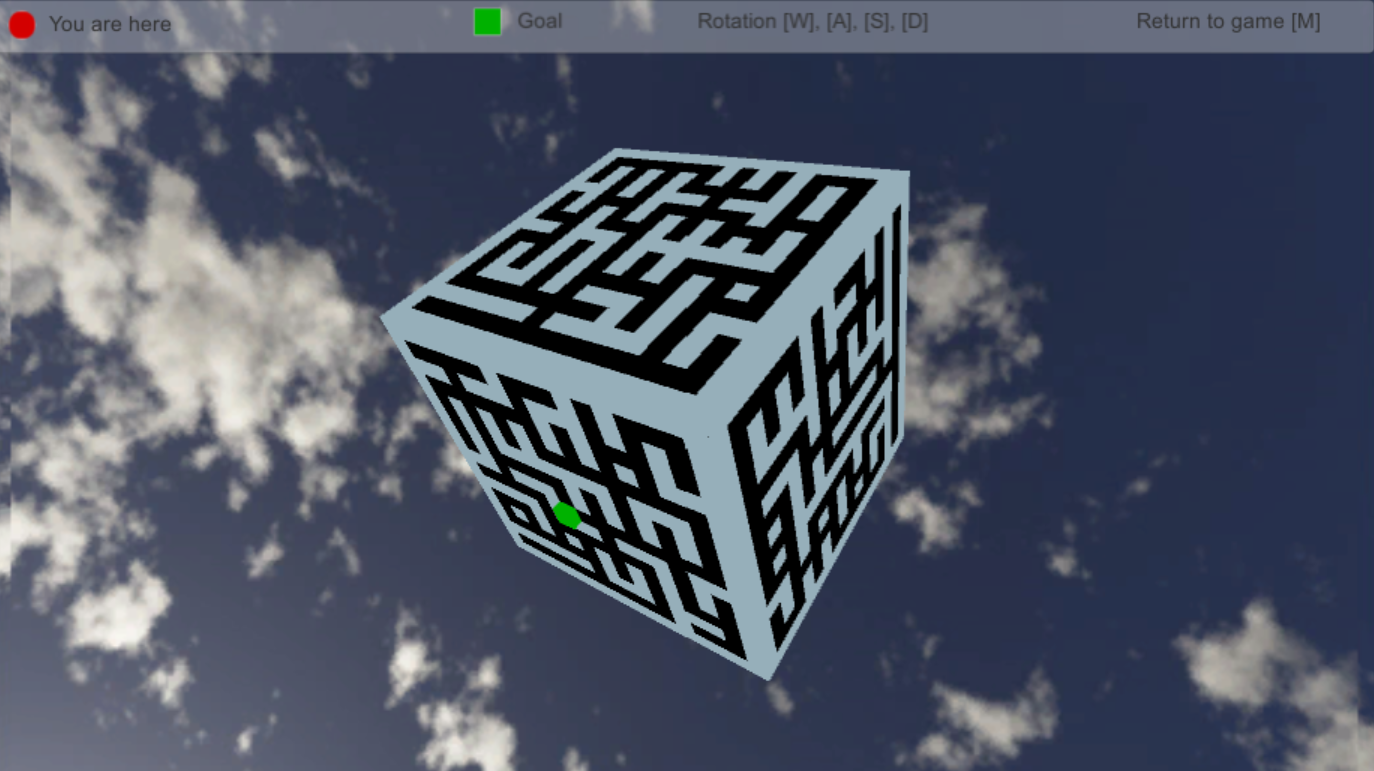 You are here
Goal
Rotation [W], [A], [S], [D]
Return to game [M]